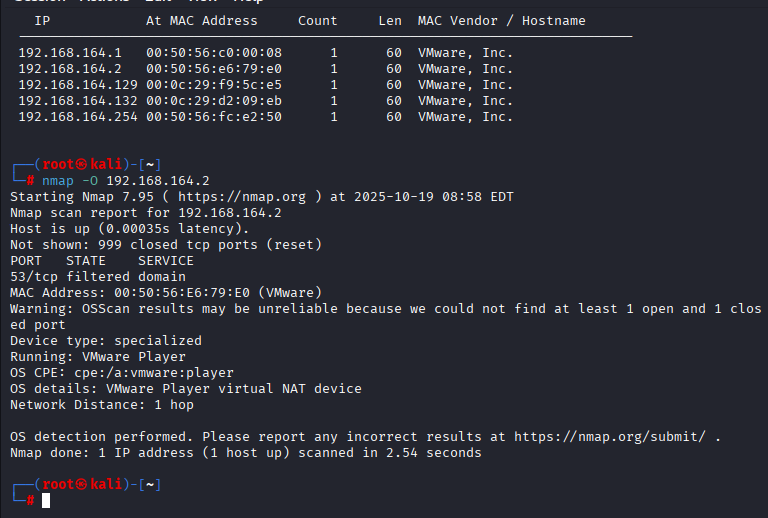 IP At MAC Address Count Len MAC Vendor / Hostname
192.168.164.1 00:50:56:c0:00:08 1 60 VMware, Inc.
192.168.164.2 00:50:56:e6:79:e0 1 60 VMware, Inc.
192.168.164.129 00:0c:29:f9:5c:e5 1 60 VMware, Inc.
192.168.164.132 00:0c:29:d2:09:eb 1 60 VMware, Inc.
192.168.164.254 00:50:56:fc:e2:50 1 60 VMware, Inc.
┌──(root㉿kali)-[~]
└─# nmap -O 192.168.164.2
Starting Nmap 7.95 ( https://nmap.org ) at 2025-10-19 08:58 EDT
Nmap scan report for 192.168.164.2
Host is up (0.00035s latency).
Not shown: 999 closed tcp ports (reset)
PORT STATE SERVICE
53/tcp filtered domain
MAC Address: 00:50:56:E6:79:E0 (VMware)
Warning: OSScan results may be unreliable because we could not find at least 1 open and 1 clos
ed port
Device type: specialized
Running: VMware Player
OS CPE: cpe:/a:vmware:player
OS details: VMware Player virtual NAT device
Network Distance: 1 hop
OS detection performed. Please report any incorrect results at https://nmap.org/submit/ .
Nmap done: 1 IP address (1 host up) scanned in 2.54 seconds
┌──(root㉿kali)-[~]
└─#